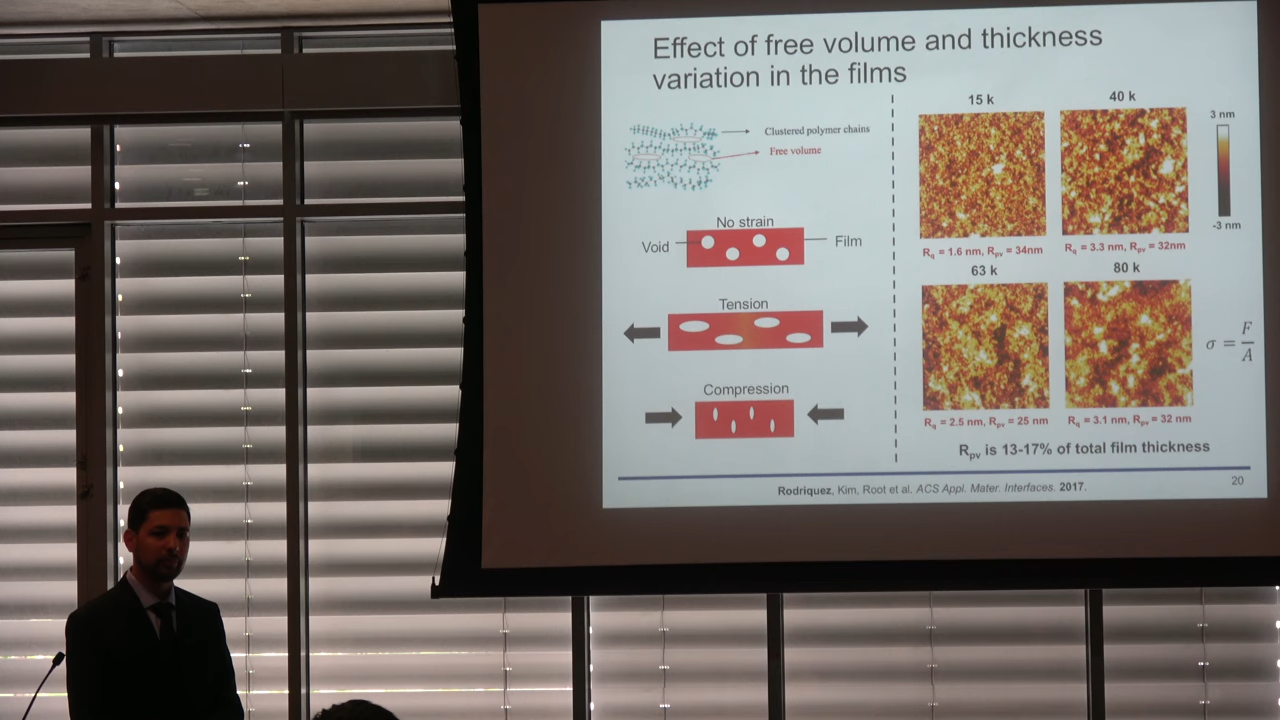 Effect of free volume and thickness
variation in the films
Clustered polymer chains
Free volume
No strain
Void
Film
Tension
Compression
15 k
40 k
3 nm
-3 nm
Rq = 1.6 nm, Rpv = 34nm
Rq = 3.3 nm, Rpv = 32nm
63 k
80 k
σ = F/A
Rq = 2.5 nm, Rpv = 25 nm
Rq = 3.1 nm, Rpv = 32 nm
Rpv is 13-17% of total film thickness
Rodriquez, Kim, Root et al. ACS Appl. Mater. Interfaces. 2017.
20